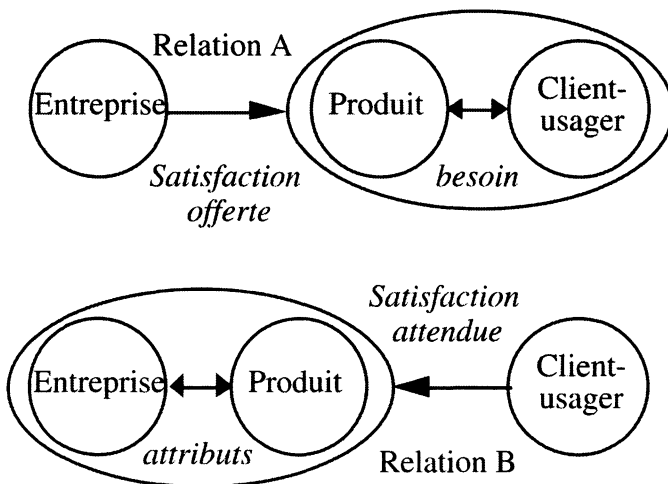 Relation A
Entreprise
Produit
Client-
usager
Satisfaction
offerte
besoin
Satisfaction
attendue
Entreprise
Produit
Client-
usager
attributs
Relation B